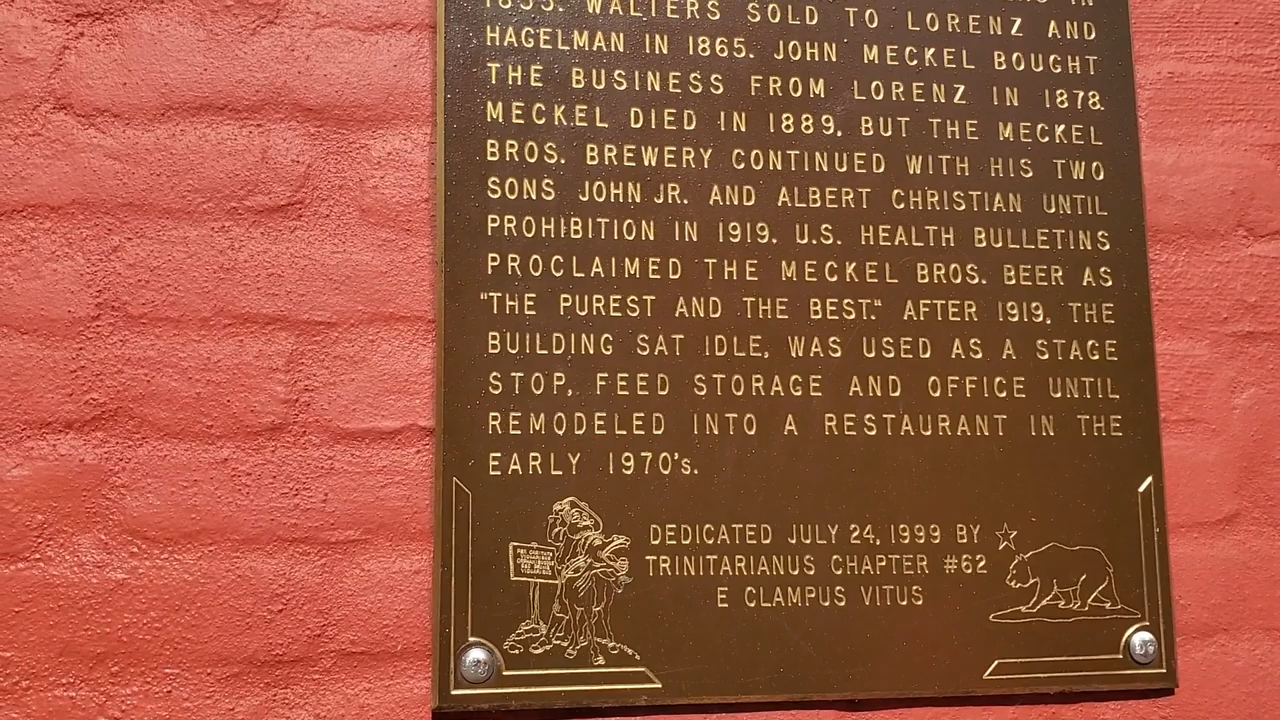 IN
1855. WALTERS SOLD TO LORENZ AND
HAGELMAN IN 1865. JOHN MECKEL BOUGHT
THE BUSINESS FROM LORENZ IN 1878.
MECKEL DIED IN 1889, BUT THE MECKEL
BROS. BREWERY CONTINUED WITH HIS TWO
SONS JOHN JR. AND ALBERT CHRISTIAN UNTIL
PROHIBITION IN 1919. U.S. HEALTH BULLETINS
PROCLAIMED THE MECKEL BROS. BEER AS
"THE PUREST AND THE BEST." AFTER 1919, THE
BUILDING SAT IDLE, WAS USED AS A STAGE
STOP, FEED STORAGE AND OFFICE UNTIL
REMODELED INTO A RESTAURANT IN THE
EARLY 1970's.
DEDICATED JULY 24, 1999 BY
TRINITARIANUS CHAPTER #62
E CLAMPUS VITUS